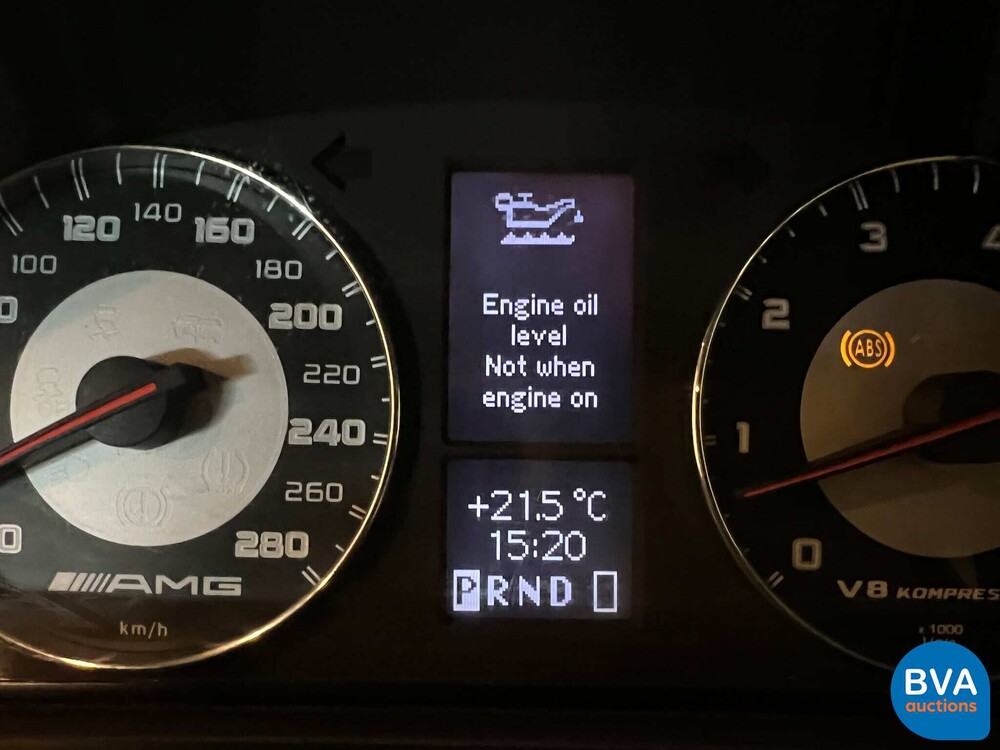 100
120
140
160
180
200
220
240
260
280
AMG
km/h
Engine oil
level
Not when
engine on
+21.5 °C
15:20
PRND
0
1
2
3
ABS
V8 KOMPRES
x 1000
BVA
auctions